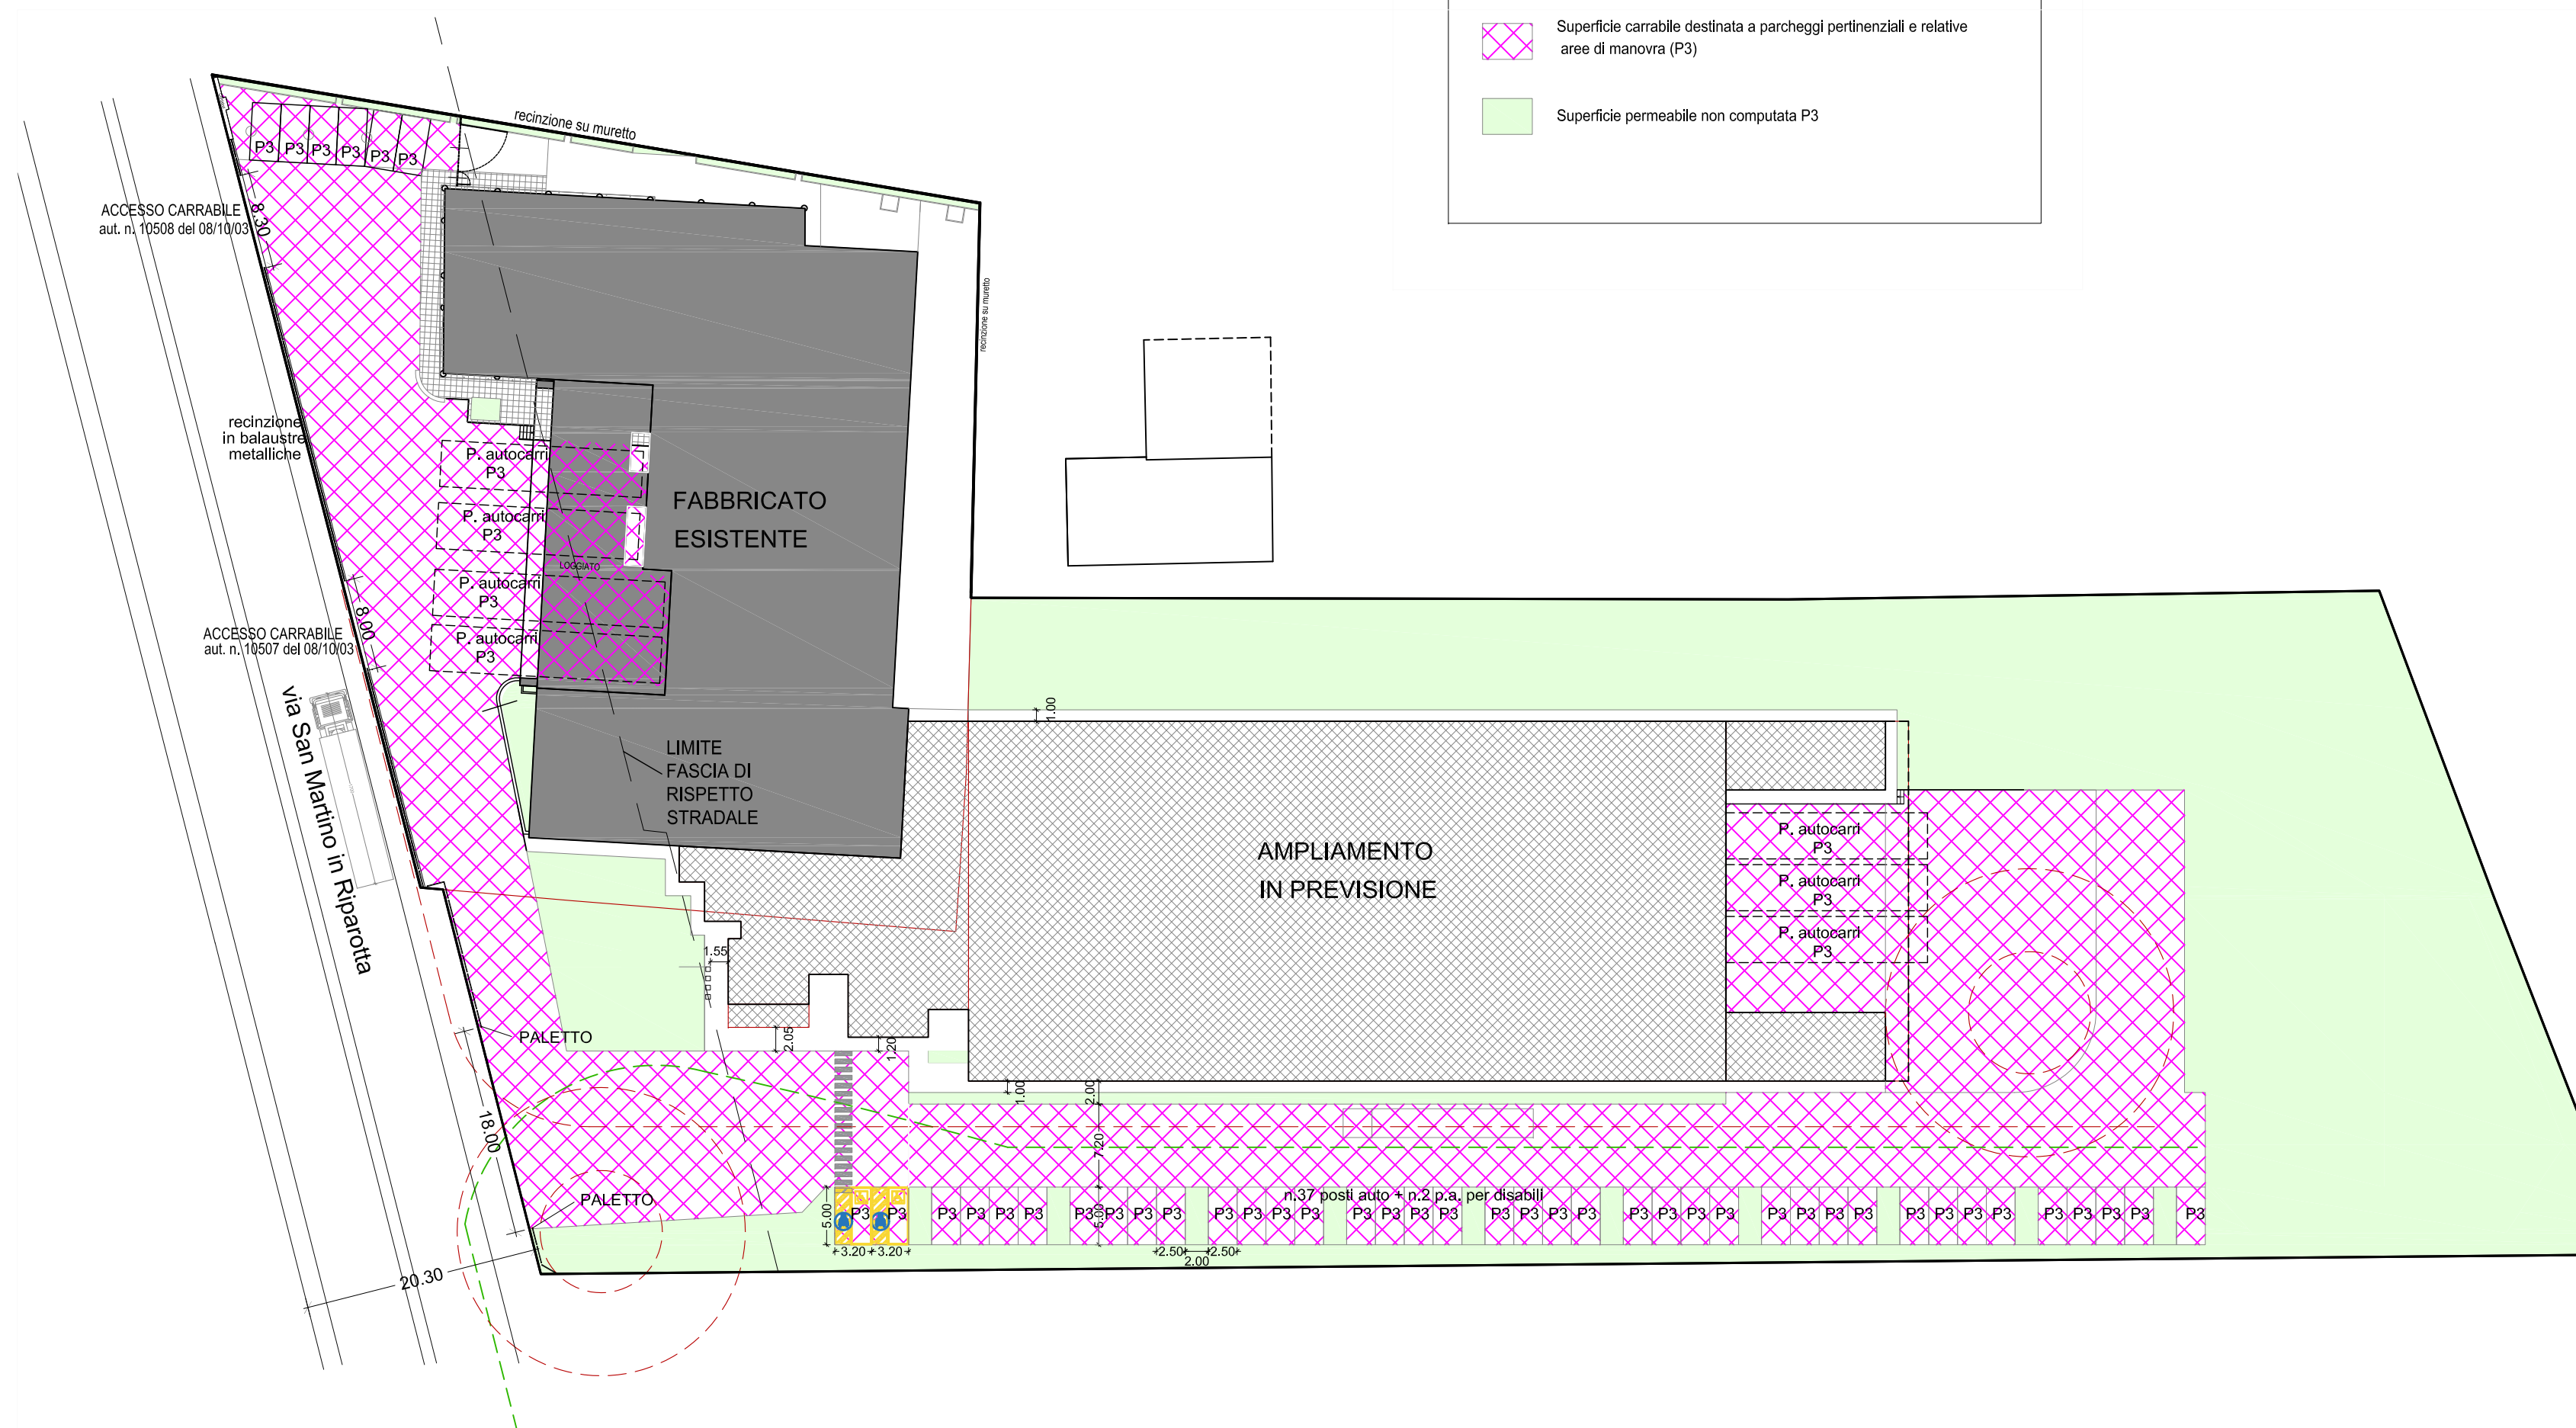 Superficie carrabile destinata a parcheggi pertinenziali e relative
aree di manovra (P3)
Superficie permeabile non computata P3
recinzione su muretto
P3 P3 P3 P3 P3 P3
ACCESSO CARRABILE
aut. n. 10508 del 08/10/03
8.30
recinzione su muretto
recinzione
in balaustre
metalliche
P. autocarri
P3
P. autocarri
P3
P. autocarri
P3
P. autocarri
P3
FABBRICATO
ESISTENTE
LOGGIATO
8.00
ACCESSO CARRABILE
aut. n. 10507 del 08/10/03
via San Martino in Riparotta
LIMITE
FASCIA DI
RISPETTO
STRADALE
1.00
AMPLIAMENTO
IN PREVISIONE
P. autocarri
P3
P. autocarri
P3
P. autocarri
P3
1.55
PALETTO
2.05
1.20
1.00
2.00
18.00
7.20
PALETTO
n.37 posti auto + n.2 p.a. per disabili
5.00
P3 P3
P3 P3 P3 P3
P3 P3 P3 P3
P3 P3 P3 P3
P3 P3 P3 P3
P3 P3 P3 P3
P3 P3 P3 P3
P3 P3 P3 P3
P3 P3 P3 P3
P3 P3 P3 P3
P3
5.00
3.20 3.20
2.50 2.50
2.00
20.30